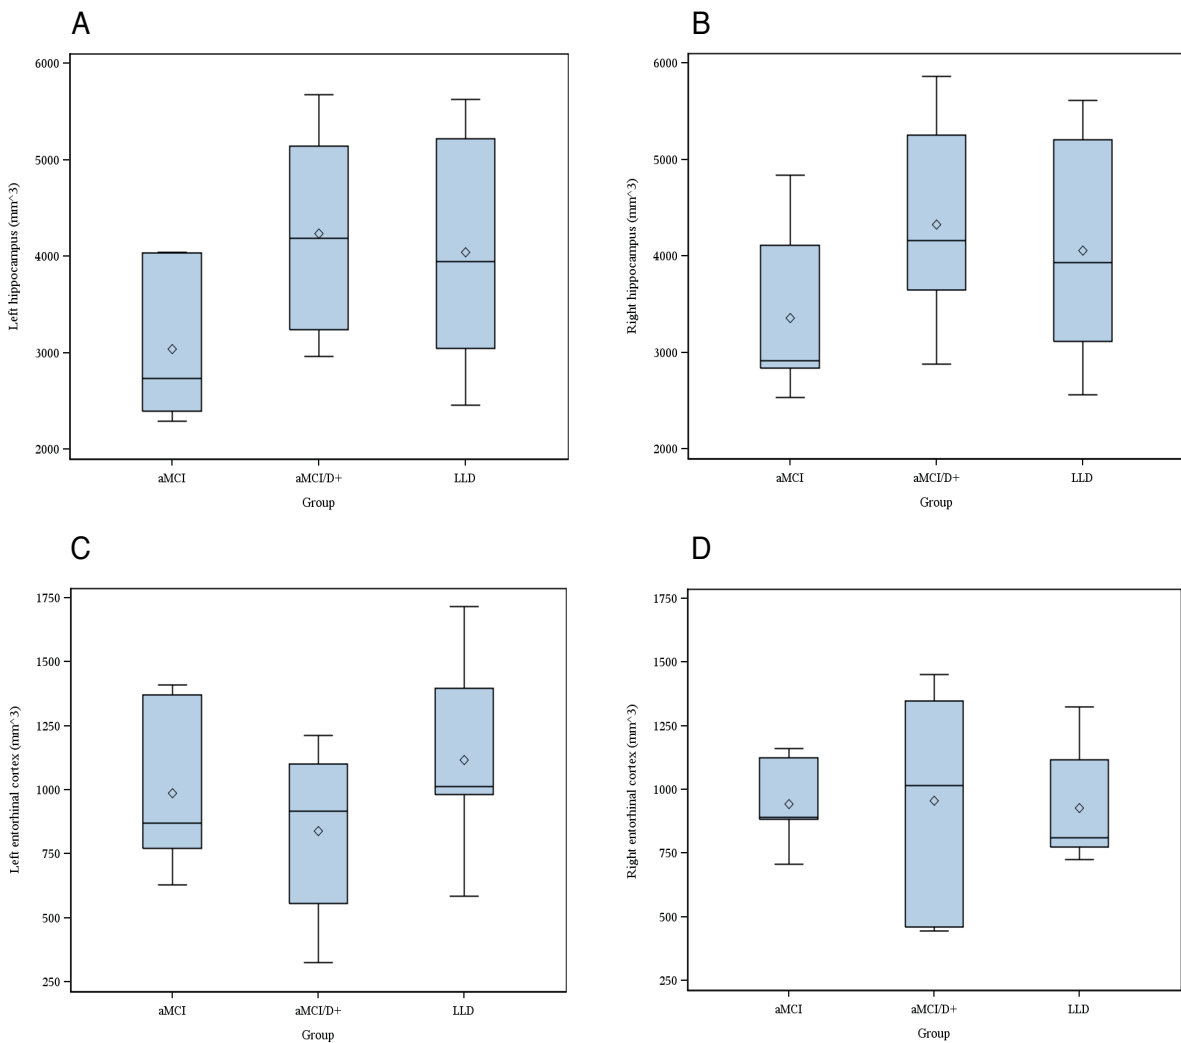 A
Left hippocampus (mm^3)
6000
5000
4000
3000
2000
aMCI
aMCI/D+
LLD
Group
B
Right hippocampus (mm^3)
6000
5000
4000
3000
2000
aMCI
aMCI/D+
LLD
Group
C
Left entorhinal cortex (mm^3)
1750
1500
1250
1000
750
500
250
aMCI
aMCI/D+
LLD
Group
D
Right entorhinal cortex (mm^3)
1750
1500
1250
1000
750
500
250
aMCI
aMCI/D+
LLD
Group